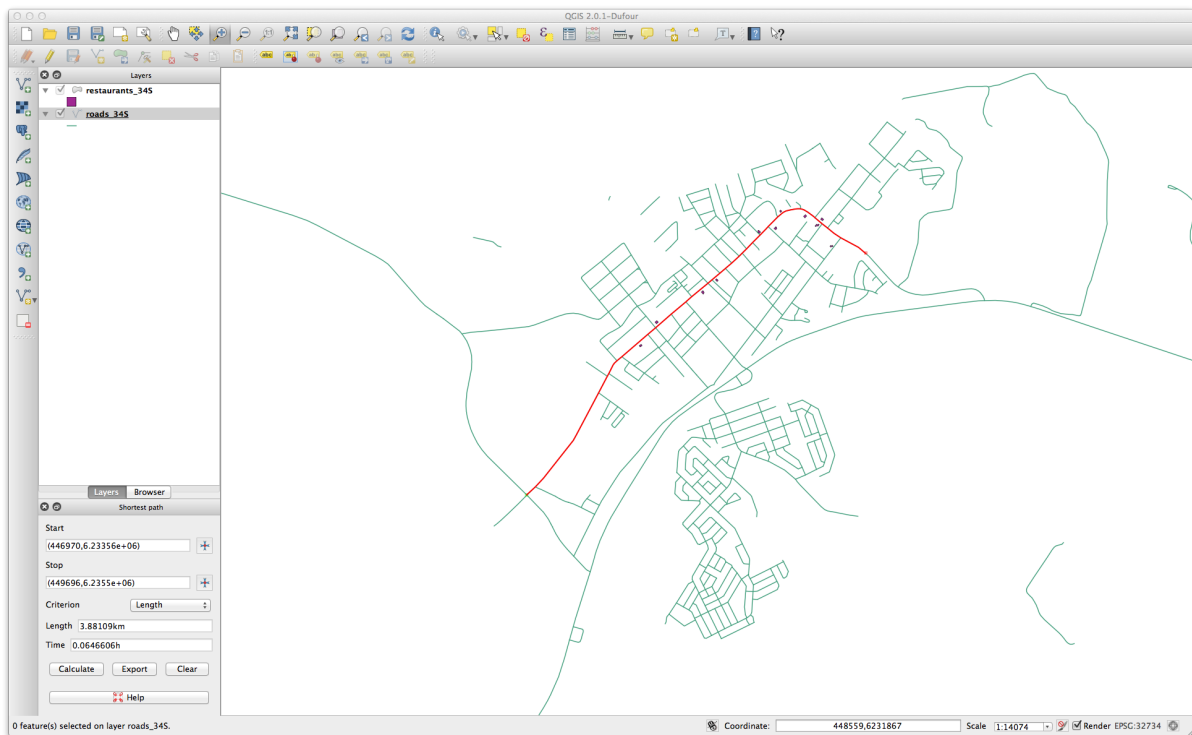 QGIS 2.0.1-Dufour
Layers
restaurants_34S
roads_34S
Layers Browser
Shortest path
Start
(446970,6.23356e+06)
Stop
(449696,6.2355e+06)
Criterion Length
Length 3.88109km
Time 0.0646606h
Calculate Export Clear
Help
0 feature(s) selected on layer roads_34S.
Coordinate: 448559,6231867 Scale 1:14074 Render EPSG:32734